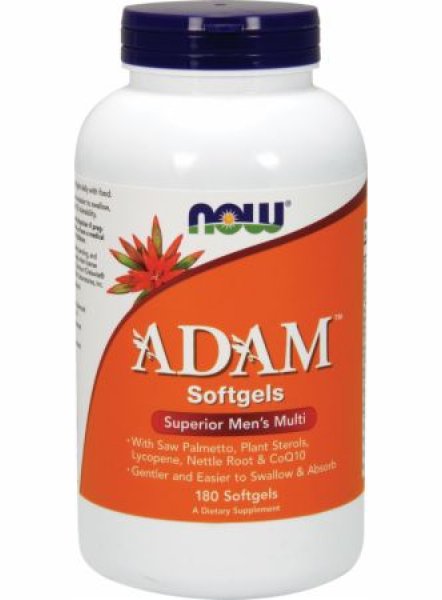 NOW®
ADAM™
Softgels
Superior Men's Multi
• With Saw Palmetto, Plant Sterols,
Lycopene, Nettle Root & CoQ10
• Gentler and Easier to Swallow & Absorb
180 Softgels
A Dietary Supplement